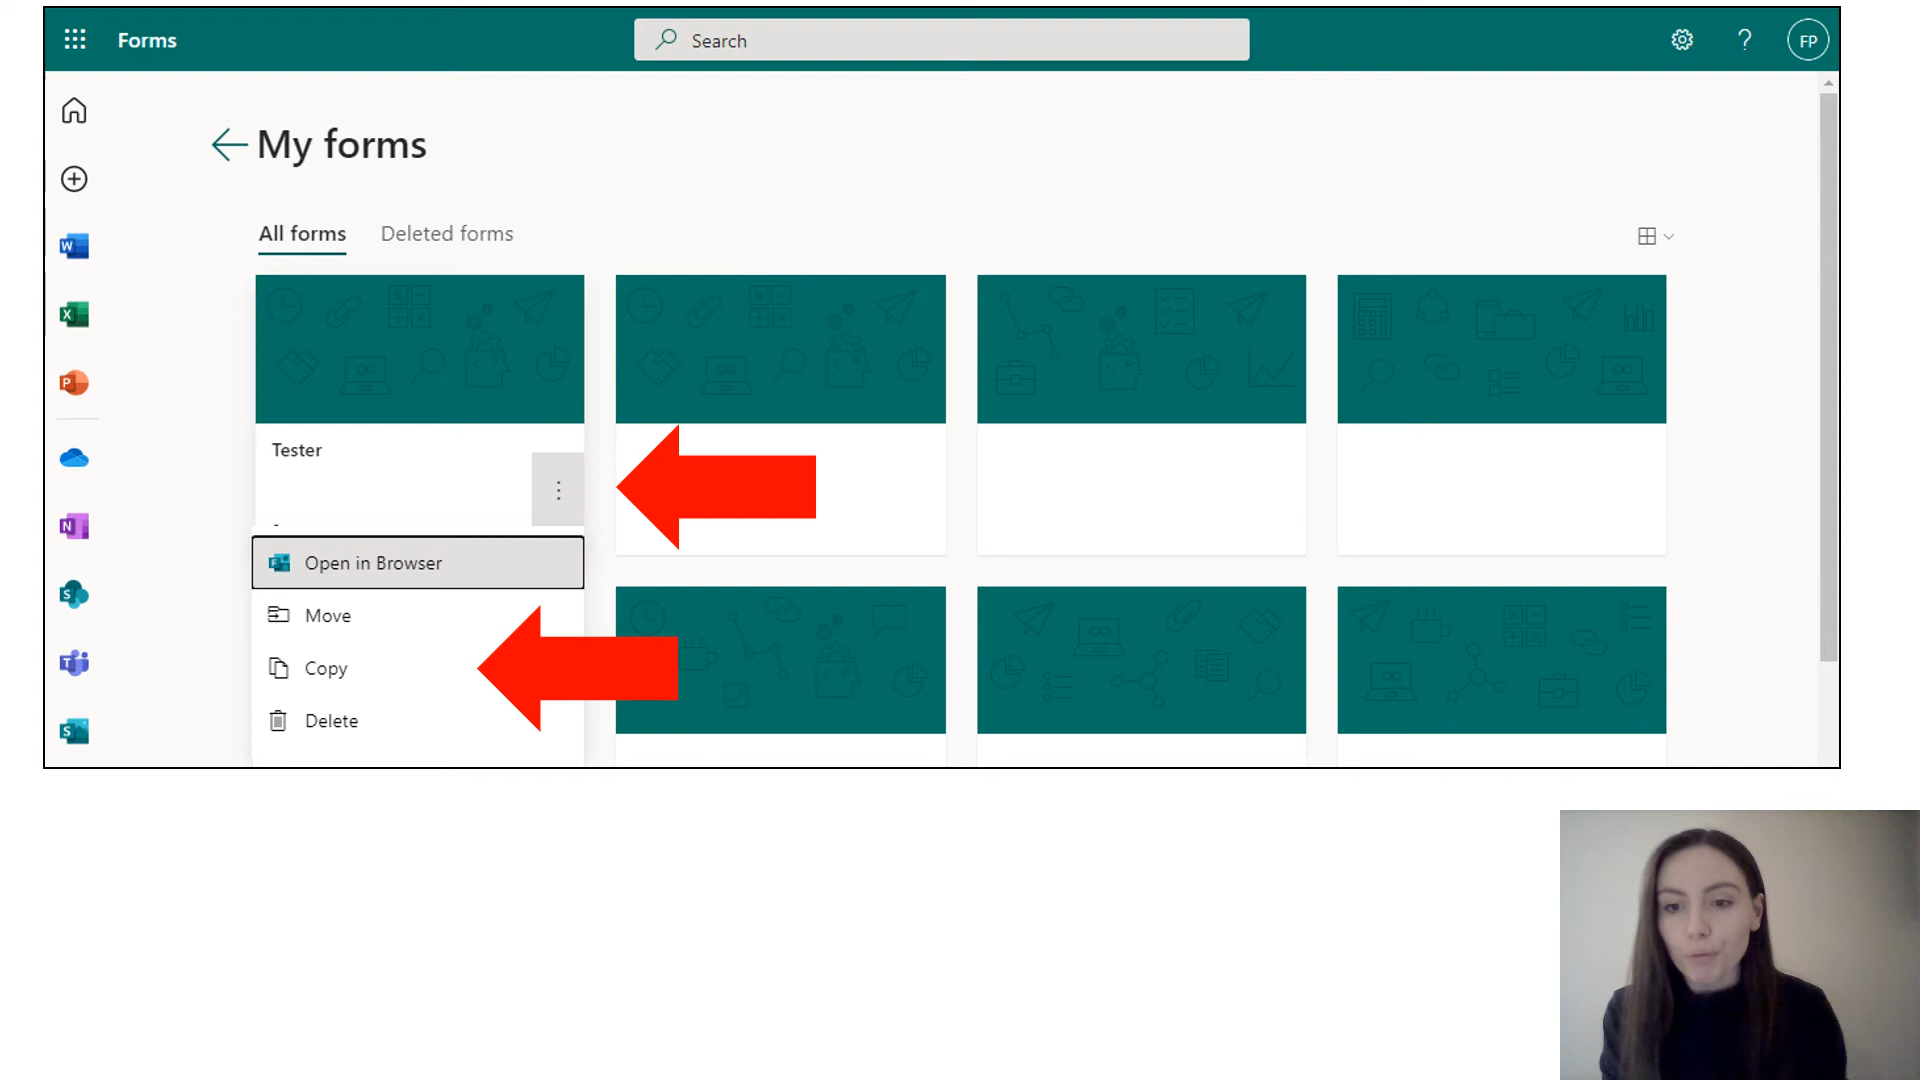 Forms
Search
FP
My forms
All forms
Deleted forms
Tester
Open in Browser
Move
Copy
Delete